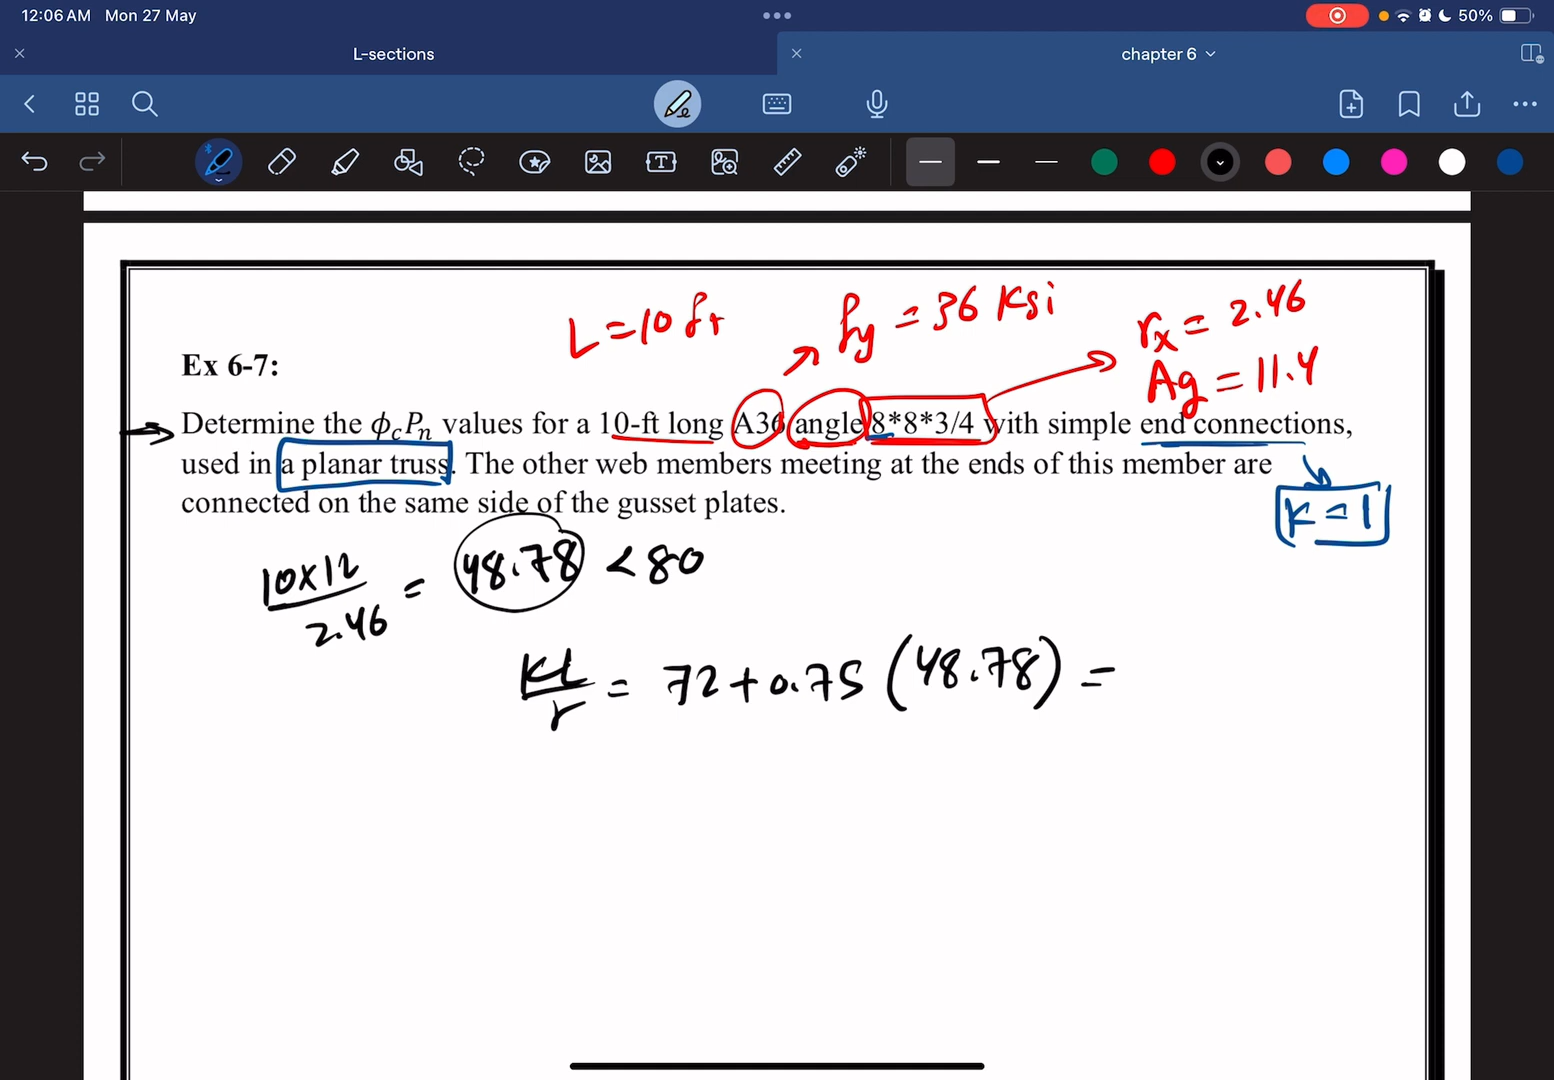 12:06 AM Mon 27 May
50%
L-sections
chapter 6
L = 10 ft
fy = 36 Ksi
rx = 2.46
Ag = 11.4
Ex 6-7:
Determine the ϕcPn values for a 10-ft long A36 angle 8*8*3/4 with simple end connections,
used in a planar truss. The other web members meeting at the ends of this member are
connected on the same side of the gusset plates.
K = 1
10x12 / 2.46 = 48.78 < 80
KL / r = 72 + 0.75 (48.78) =